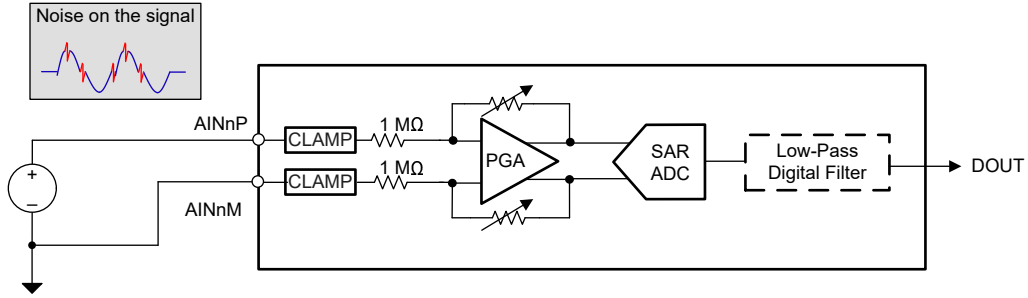 Noise on the signal
AINnP
CLAMP
1 MΩ
1 MΩ
CLAMP
AINnM
+
–
PGA
SAR
ADC
Low-Pass
Digital Filter
DOUT